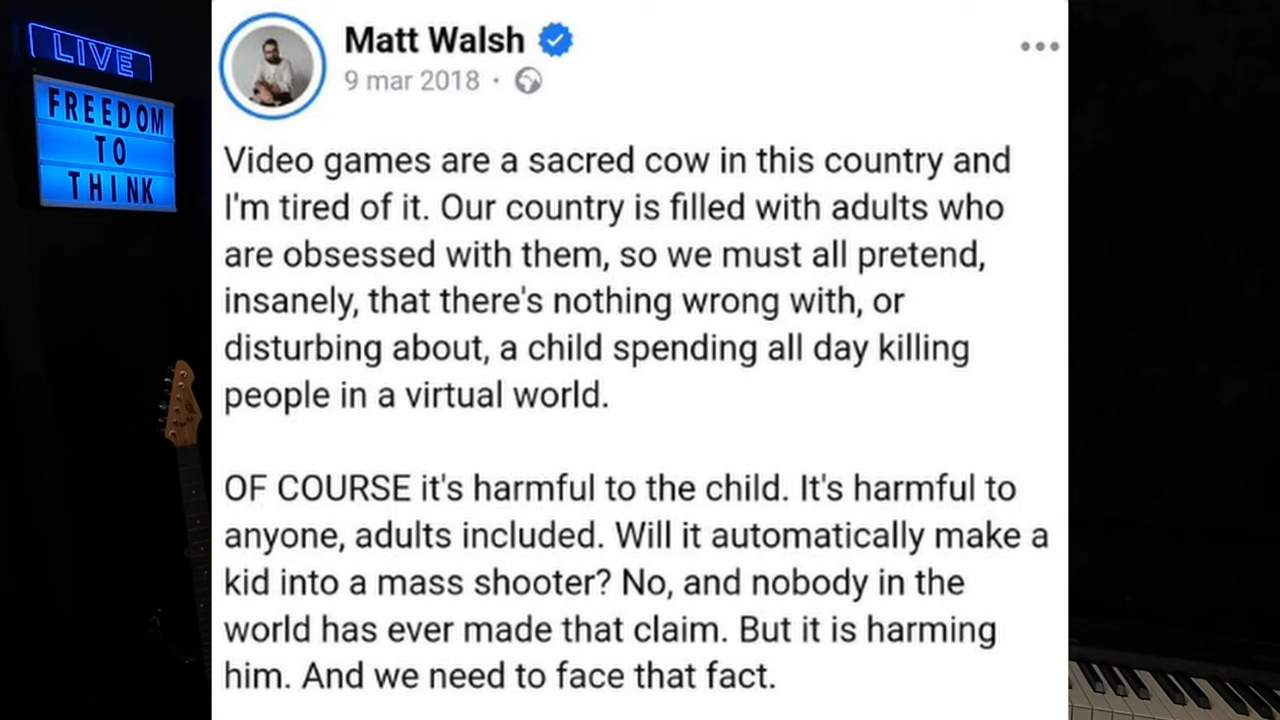 LIVE
FREEDOM
TO
THINK
Matt Walsh
9 mar 2018 ·
Video games are a sacred cow in this country and
I'm tired of it. Our country is filled with adults who
are obsessed with them, so we must all pretend,
insanely, that there's nothing wrong with, or
disturbing about, a child spending all day killing
people in a virtual world.
OF COURSE it's harmful to the child. It's harmful to
anyone, adults included. Will it automatically make a
kid into a mass shooter? No, and nobody in the
world has ever made that claim. But it is harming
him. And we need to face that fact.